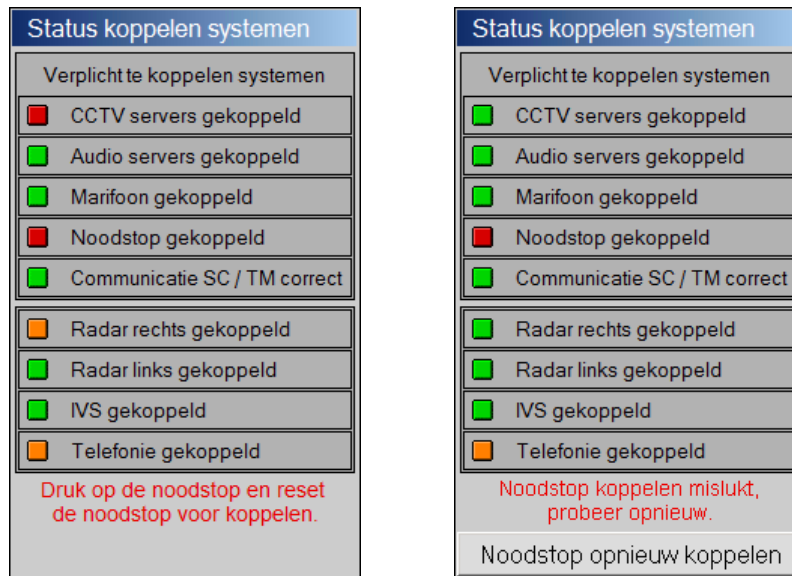 Status koppelen systemen
Verplicht te koppelen systemen
CCTV servers gekoppeld
Audio servers gekoppeld
Marifoon gekoppeld
Noodstop gekoppeld
Communicatie SC / TM correct
Radar rechts gekoppeld
Radar links gekoppeld
IVS gekoppeld
Telefonie gekoppeld
Druk op de noodstop en reset
de noodstop voor koppelen.
Status koppelen systemen
Verplicht te koppelen systemen
CCTV servers gekoppeld
Audio servers gekoppeld
Marifoon gekoppeld
Noodstop gekoppeld
Communicatie SC / TM correct
Radar rechts gekoppeld
Radar links gekoppeld
IVS gekoppeld
Telefonie gekoppeld
Noodstop koppelen mislukt,
probeer opnieuw.
Noodstop opnieuw koppelen